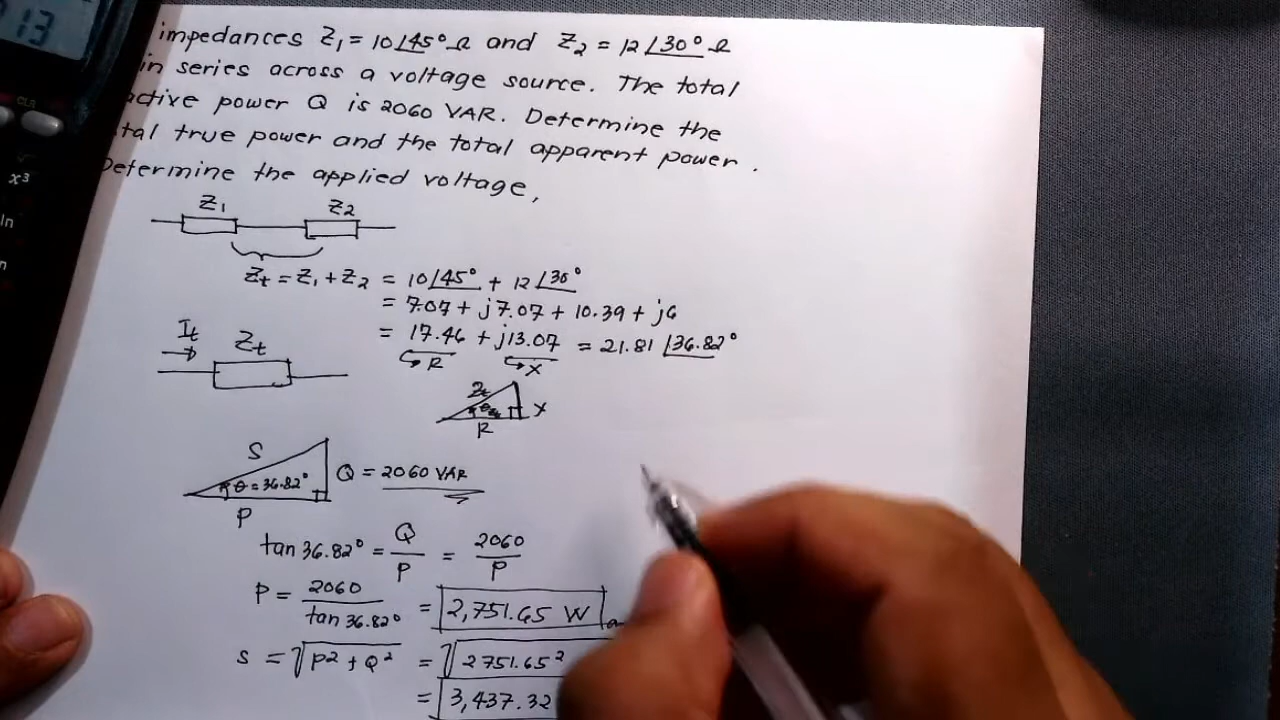 13
impedances Z1 = 10∠45° Ω and Z2 = 12∠30° Ω
in series across a voltage source. The total
active power Q is 2060 VAR. Determine the
tal true power and the total apparent power.
Determine the applied voltage,
x³
ln
Z1 Z2
Zt = Z1 + Z2 = 10∠45° + 12∠30°
= 7.07 + j7.07 + 10.39 + j6
It Zt
= 17.46 + j13.07 = 21.81∠36.82°
R X
Zt θ X
R
S θ = 36.82° Q = 2060 VAR
P
tan 36.82° = Q/P = 2060/P
P = 2060/tan 36.82° = 2,751.65 W
S = √P² + Q² = √2751.65²
= 3,437.32